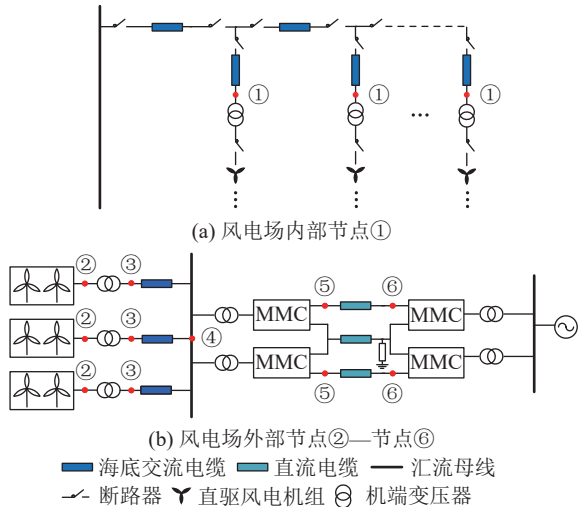 ① ① ①
···
⋮ ⋮ ⋮
(a) 风电场内部节点①
② ③ ⑤ ⑥
MMC MMC
② ③ ④
MMC MMC
② ③ ⑤ ⑥
(b) 风电场外部节点②—节点⑥
海底交流电缆 直流电缆 汇流母线
断路器 直驱风电机组 机端变压器